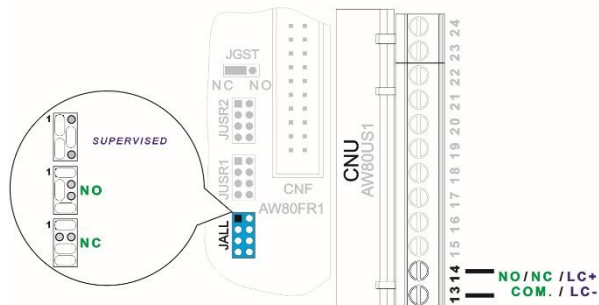 JGST
NC NO
JUSR2
JUSR1
JALL
CNF
AW80FR1
1 SUPERVISED
1 NO
1 NC
CNU
AW80US1
24
23
22
21
20
19
18
17
16
15
14 NO/NC/LC+
13 COM. / LC-